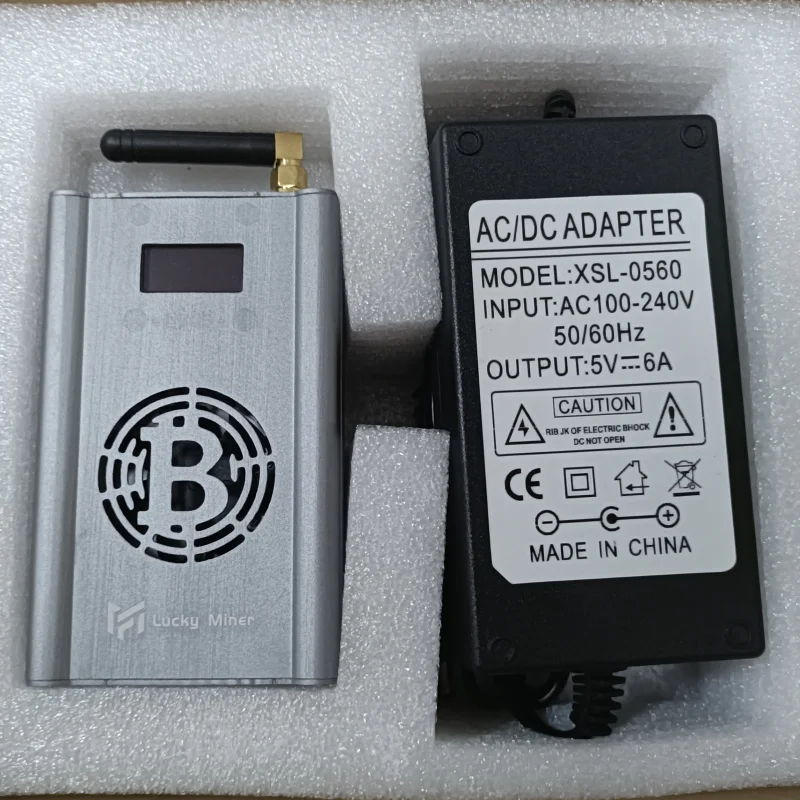 Lucky Miner
AC/DC ADAPTER
MODEL:XSL-0560
INPUT:AC100-240V
50/60Hz
OUTPUT:5V⎓6A
CAUTION
RIB JK OF ELECTRIC BHOCK
DC NOT OPEN
CE
MADE IN CHINA